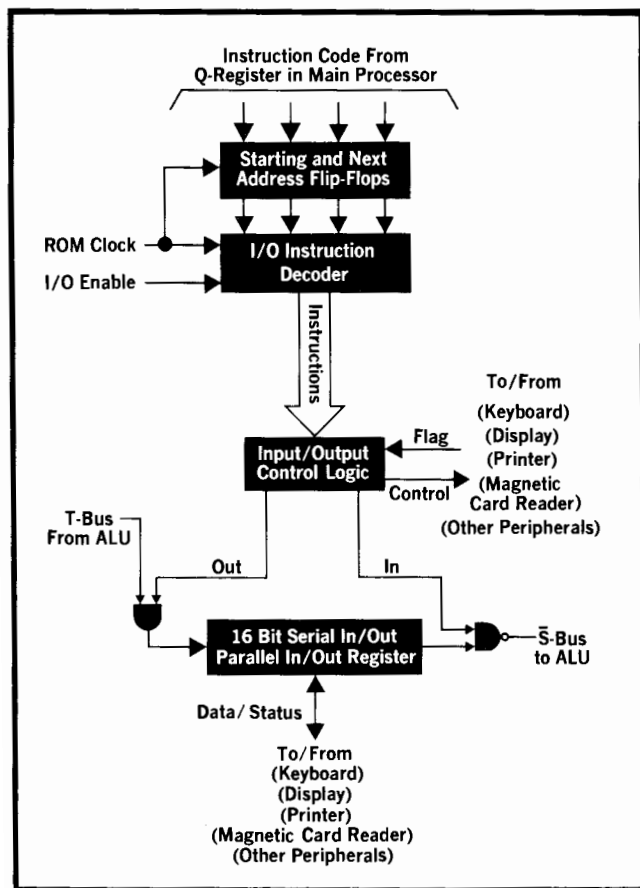 Instruction Code From
Q-Register in Main Processor
Starting and Next
Address Flip-Flops
ROM Clock
I/O Instruction
Decoder
I/O Enable
Instructions
To/From
(Keyboard)
(Display)
(Printer)
(Magnetic
Card Reader)
(Other Peripherals)
Flag
Input/Output
Control Logic
Control
T-Bus
From ALU
Out
In
16 Bit Serial In/Out
Parallel In/Out Register
S̅-Bus
to ALU
Data/Status
To/From
(Keyboard)
(Display)
(Printer)
(Magnetic Card Reader)
(Other Peripherals)